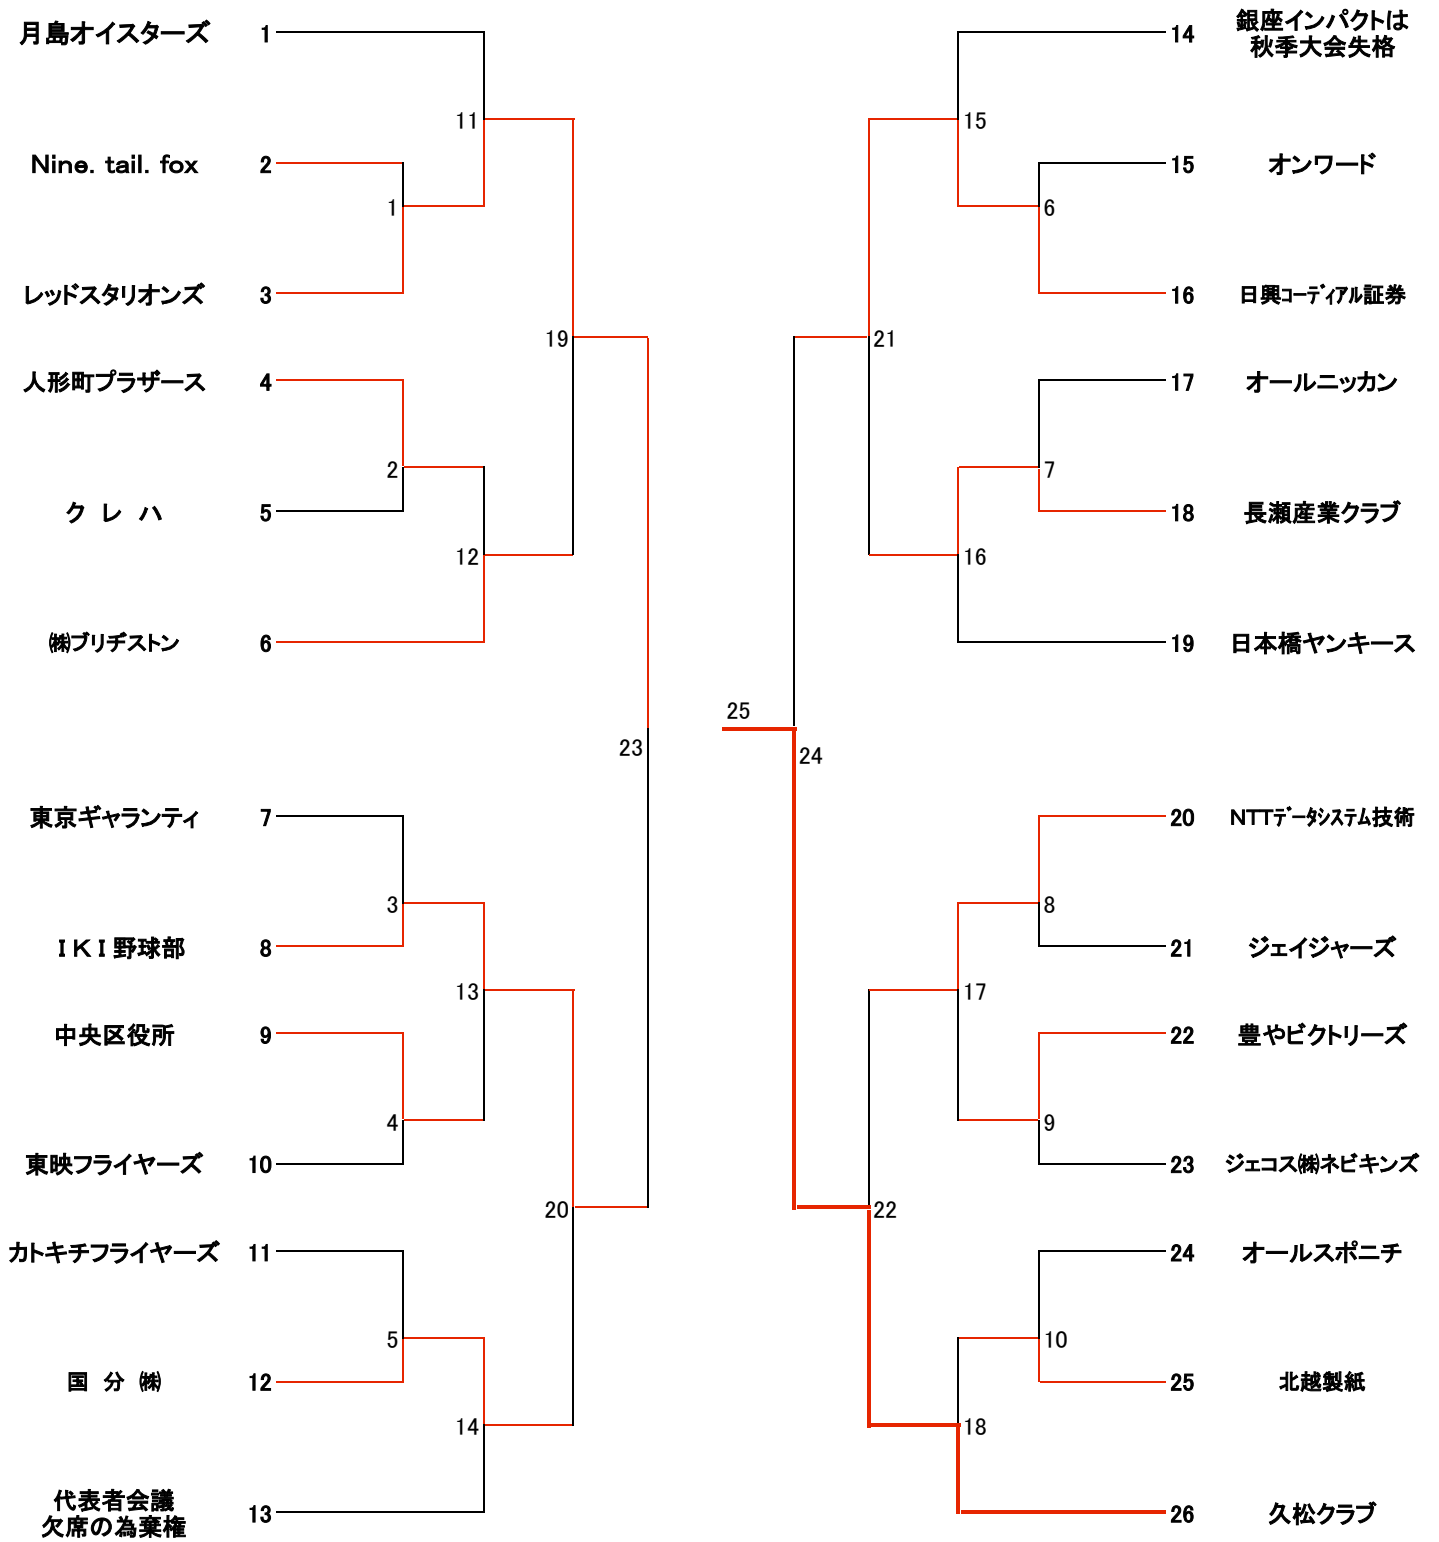 月島オイスターズ 1
11
Nine. tail. fox 2
1
レッドスタリオンズ 3
19
人形町プラザース 4
2
ク レ ハ 5
12
㈱ブリヂストン 6
23
東京ギャランティ 7
3
ＩＫＩ野球部 8
13
中央区役所 9
4
東映フライヤーズ 10
20
カトキチフライヤーズ 11
5
国 分 ㈱ 12
14
代表者会議
欠席の為棄権 13
25
24
14 銀座インパクトは
秋季大会失格
15
15 オンワード
6
16 日興ｺｰﾃﾞｨｱﾙ証券
21
17 オールニッカン
7
18 長瀬産業クラブ
16
19 日本橋ヤンキース
20 NTTﾃﾞｰﾀｼｽﾃﾑ技術
8
21 ジェイジャーズ
17
22 豊やビクトリーズ
9
23 ジェコス㈱ネビキンズ
22
24 オールスポニチ
10
25 北越製紙
18
26 久松クラブ